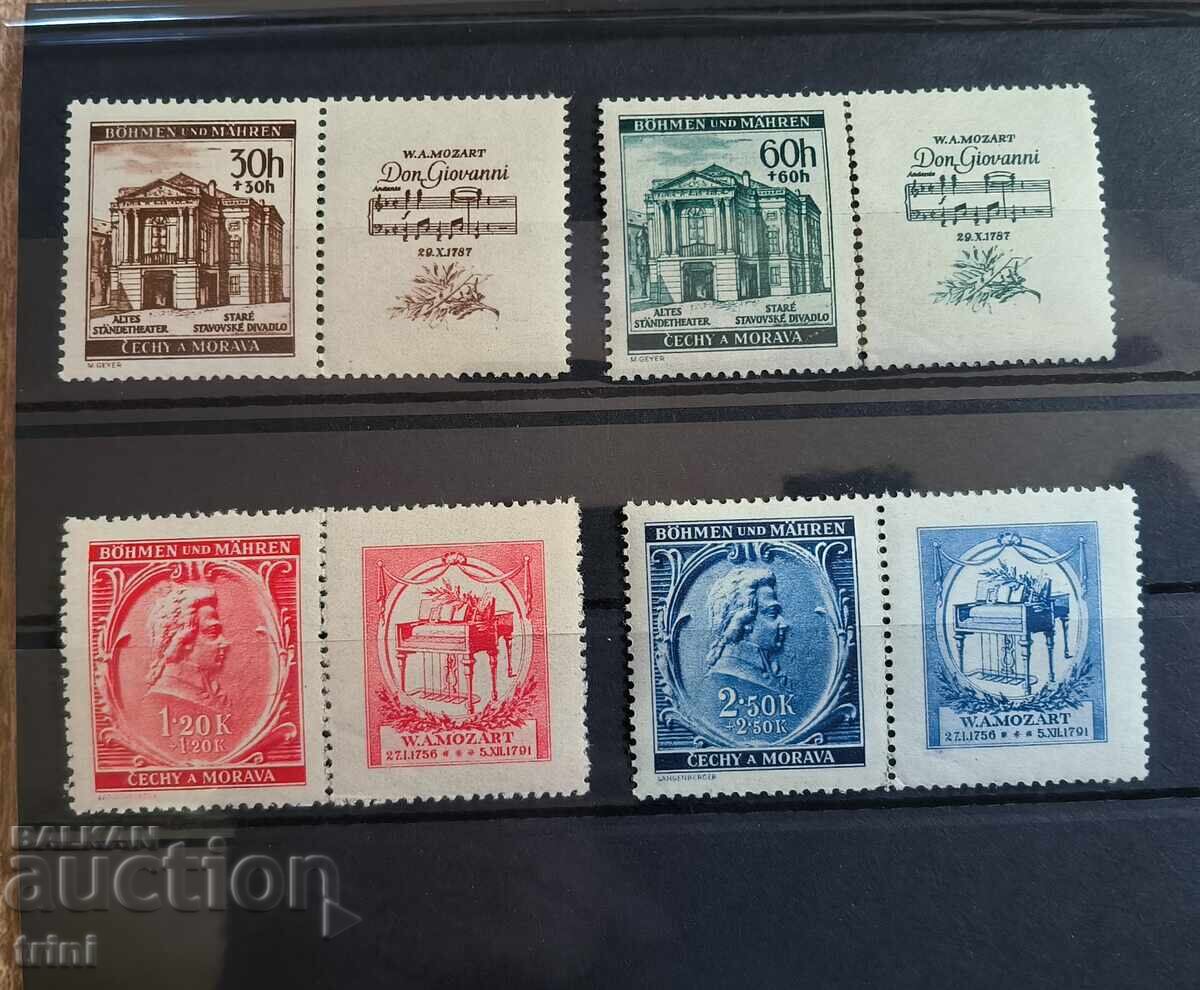 BÖHMEN UND MÄHREN
30h
+30h
ALTES STARÉ
STÄNDETHEATER STAVOVSKÉ DIVADLO
ČECHY A MORAVA
M. GEYER
W.A.MOZART
Don Giovanni
Andante
f
29.X.1787
BÖHMEN UND MÄHREN
60h
+60h
ALTES STARÉ
STÄNDETHEATER STAVOVSKÉ DIVADLO
ČECHY A MORAVA
M. GEYER
W.A.MOZART
Don Giovanni
Andante
f
29.X.1787
BÖHMEN UND MÄHREN
1·20 K
+1·20K
ČECHY A MORAVA
W.A.MOZART
27.I.1756 * * * 5.XII.1791
BÖHMEN UND MÄHREN
2·50 K
+2·50K
ČECHY A MORAVA
LANGENBERGER
W.A.MOZART
27.I.1756 * * * 5.XII.1791
BALKAN
auction
trini